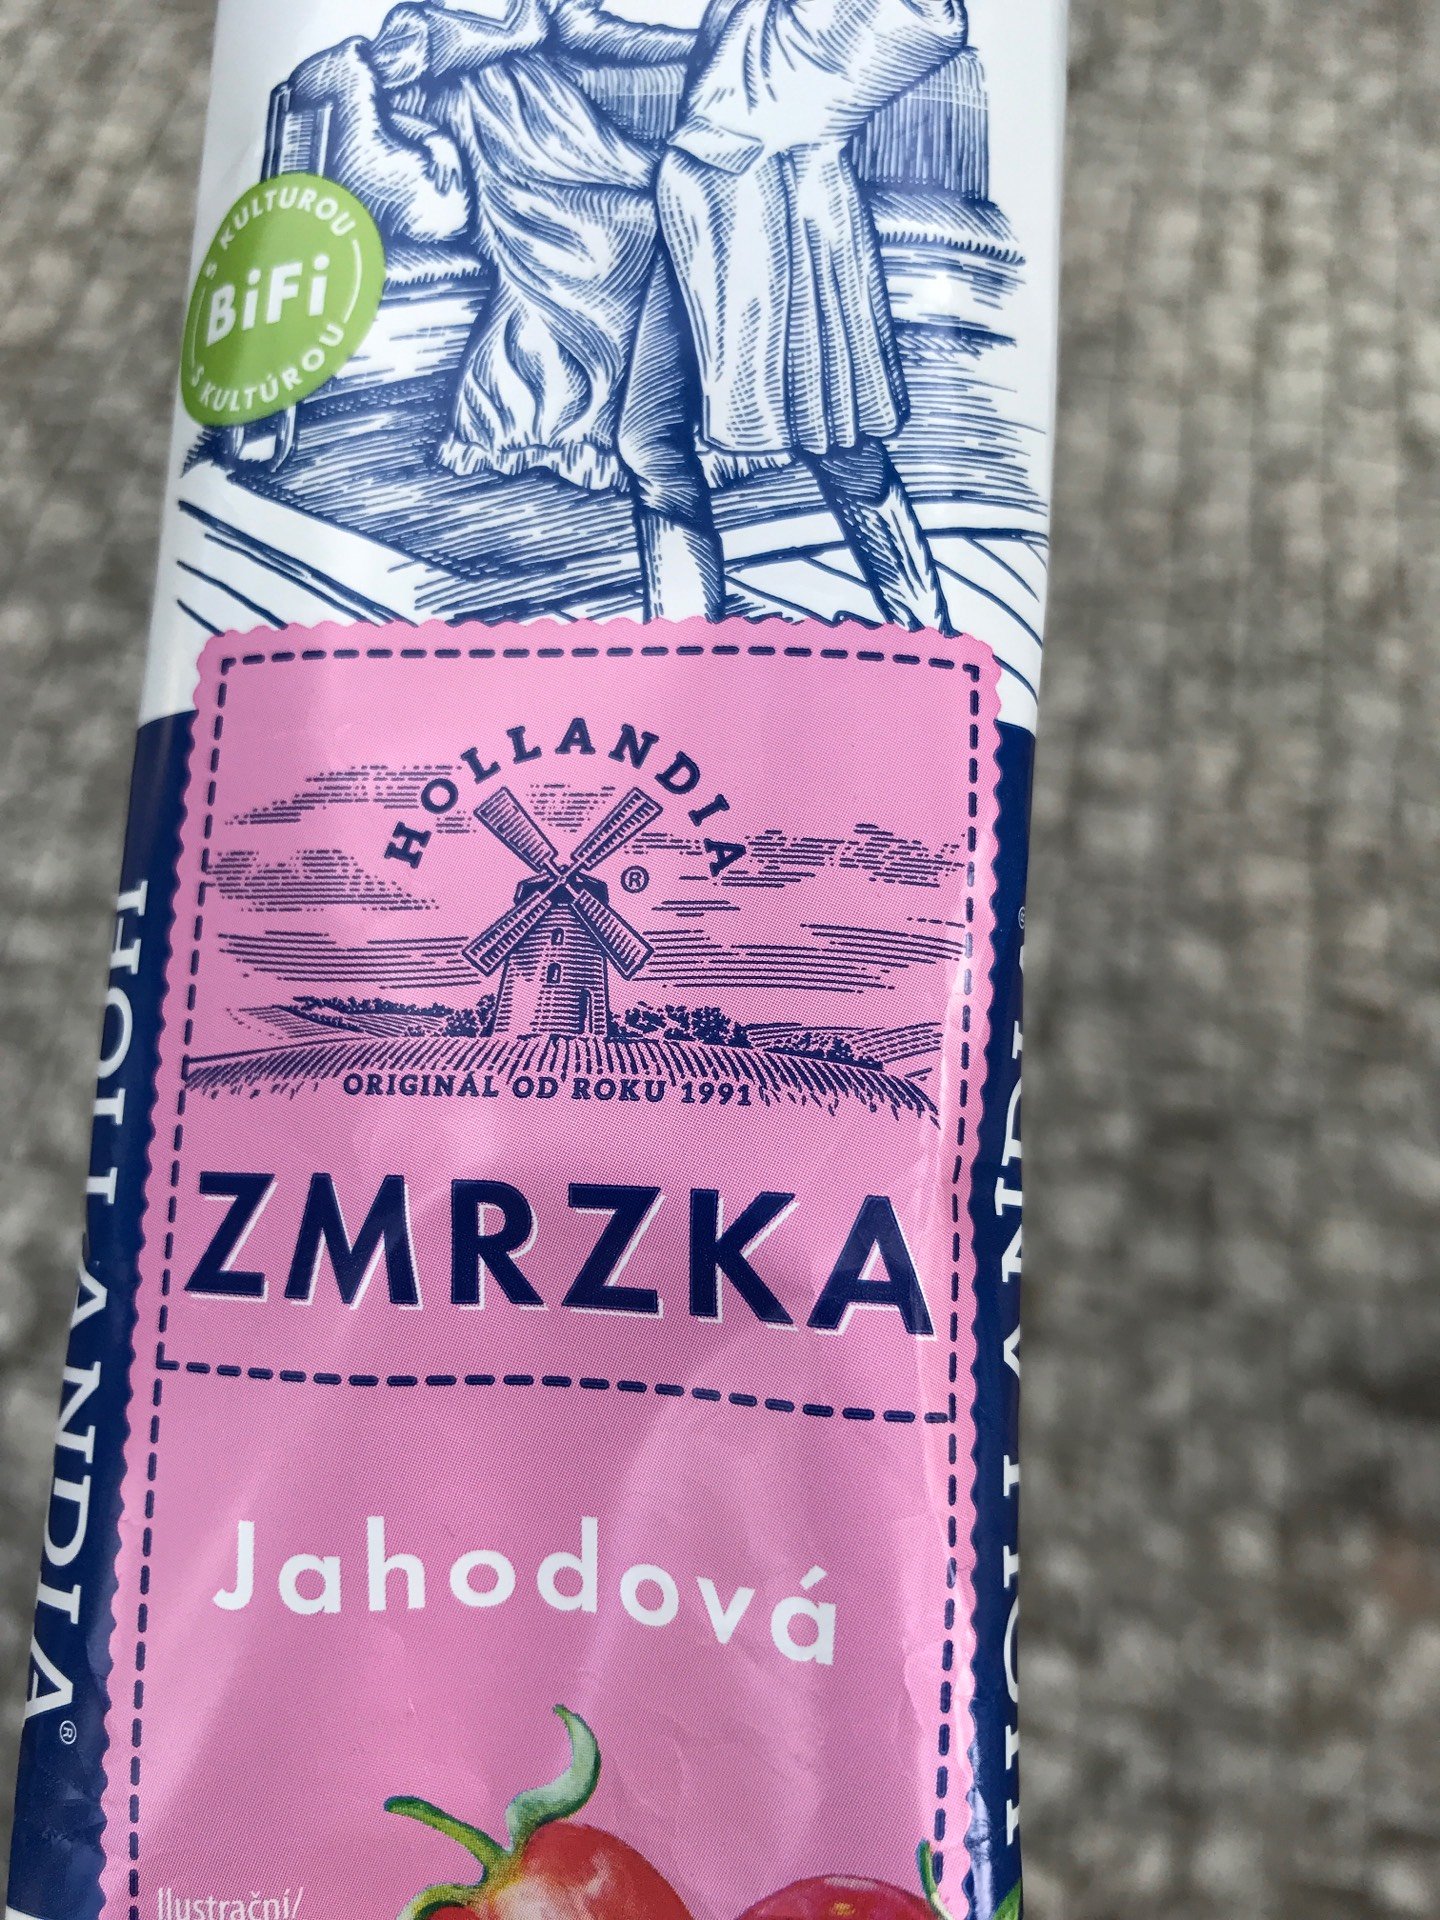 S KULTUROU
BiFi
S KULTÚROU
HOLLANDIA
®
ORIGINÁL OD ROKU 1991
ZMRZKA
Jahodová
Ilustrační/
HOLLANDIA®
HOLLANDIA®